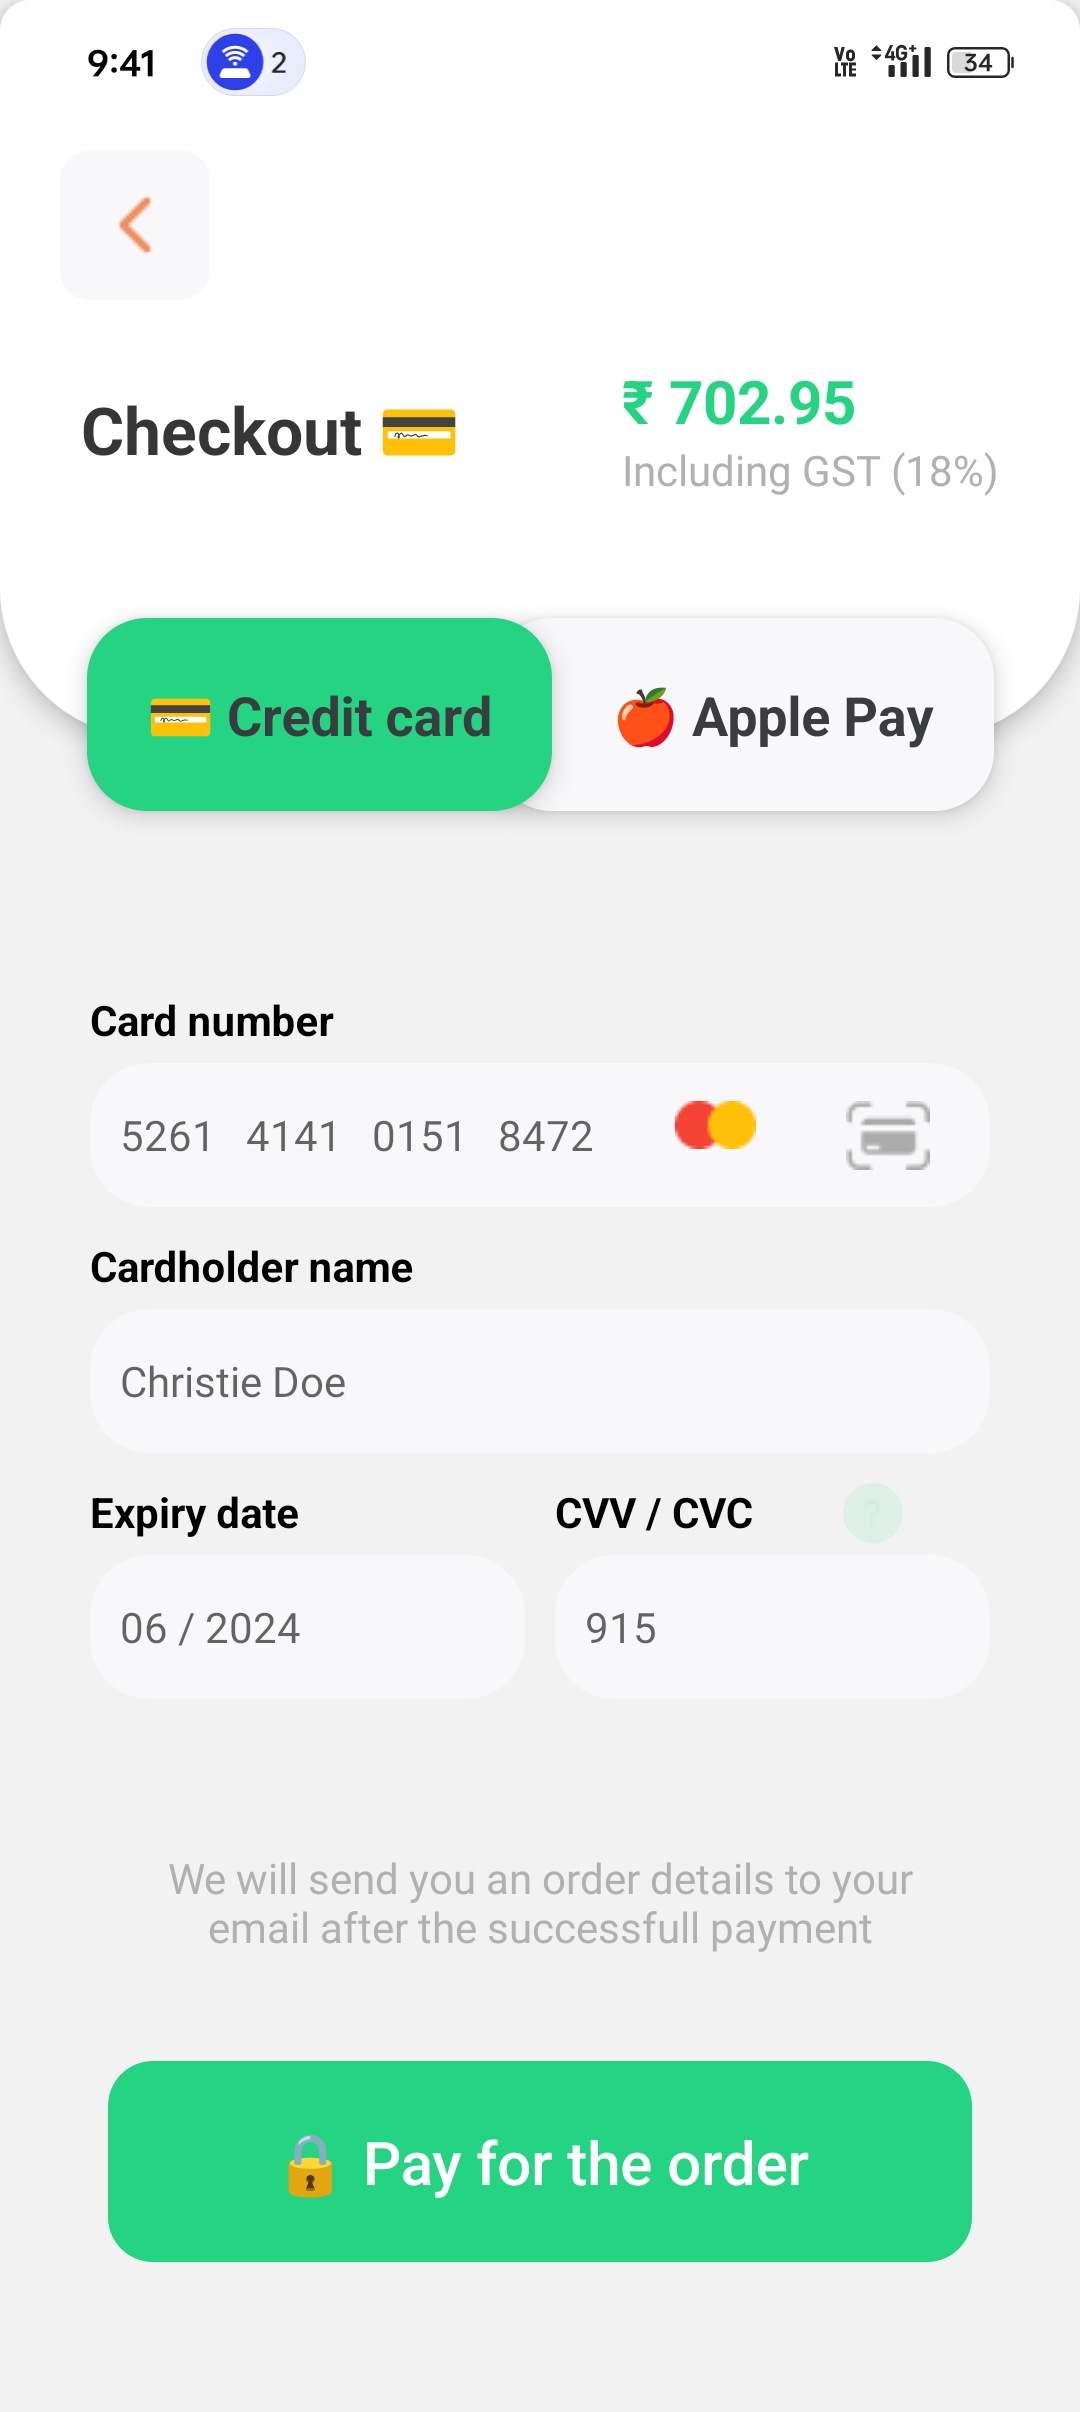 9:41
2
Vo
LTE
4G+
34
Checkout
₹ 702.95
Including GST (18%)
Credit card
Apple Pay
Card number
5261 4141 0151 8472
Cardholder name
Christie Doe
Expiry date
CVV / CVC
?
06 / 2024
915
We will send you an order details to your
email after the successfull payment
Pay for the order